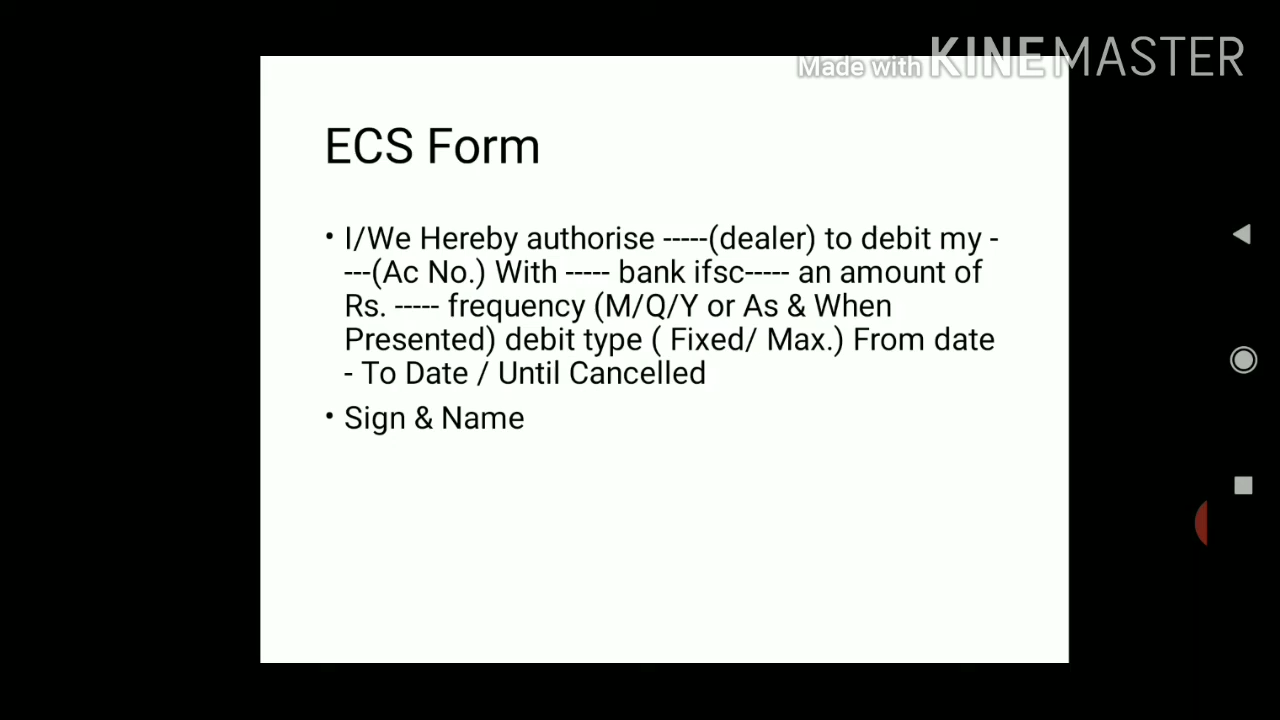 Made with KINEMASTER
ECS Form
• I/We Hereby authorise -----(dealer) to debit my -
---(Ac No.) With ----- bank ifsc----- an amount of
Rs. ----- frequency (M/Q/Y or As & When
Presented) debit type ( Fixed/ Max.) From date
- To Date / Until Cancelled
• Sign & Name